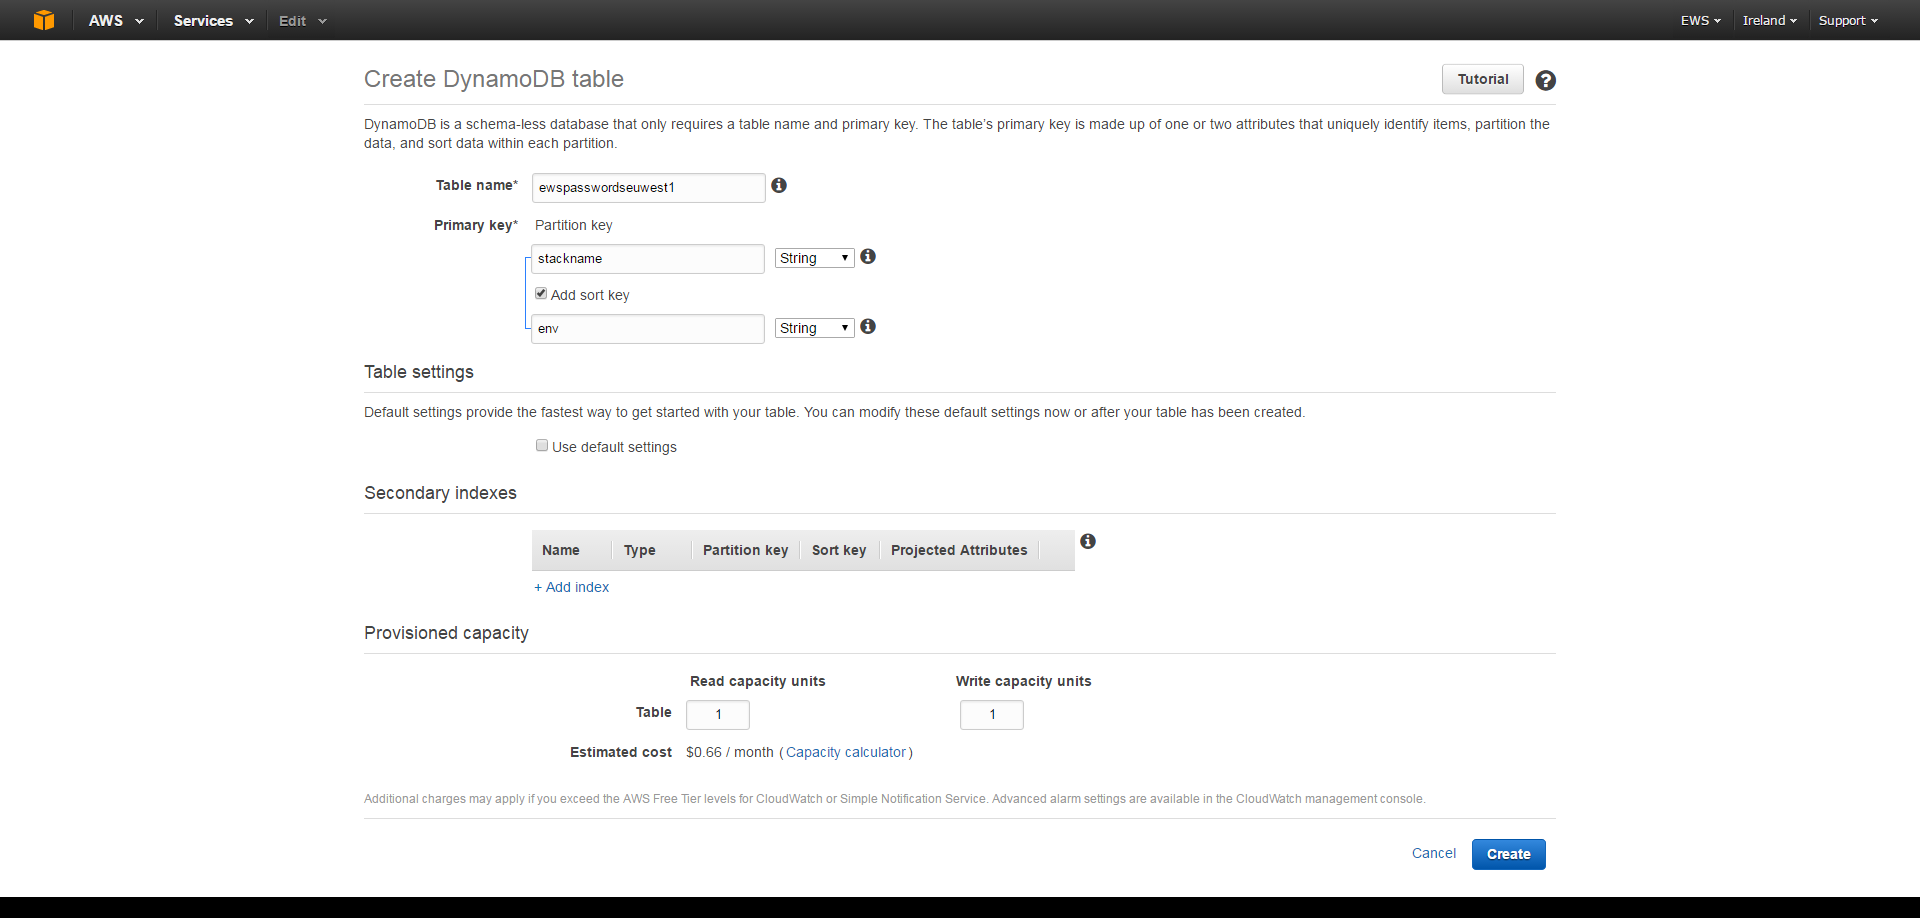 AWS Services Edit EWS Ireland Support
Create DynamoDB table
Tutorial ?
DynamoDB is a schema-less database that only requires a table name and primary key. The table's primary key is made up of one or two attributes that uniquely identify items, partition the
data, and sort data within each partition.
Table name* ewspasswordseuwest1
Primary key* Partition key
stackname String
Add sort key
env String
Table settings
Default settings provide the fastest way to get started with your table. You can modify these default settings now or after your table has been created.
Use default settings
Secondary indexes
Name Type Partition key Sort key Projected Attributes
+ Add index
Provisioned capacity
Read capacity units Write capacity units
Table 1 1
Estimated cost $0.66 / month (Capacity calculator)
Additional charges may apply if you exceed the AWS Free Tier levels for CloudWatch or Simple Notification Service. Advanced alarm settings are available in the CloudWatch management console.
Cancel Create